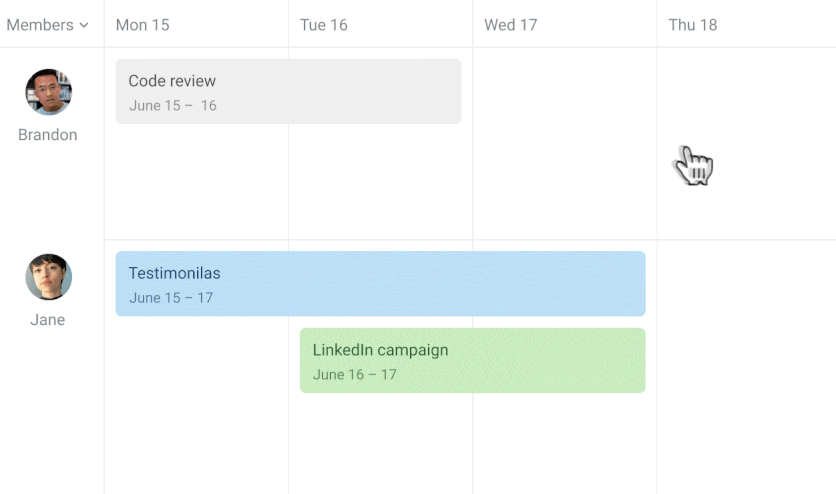 Members
Mon 15
Tue 16
Wed 17
Thu 18
Brandon
Code review
June 15 – 16
Jane
Testimonilas
June 15 – 17
LinkedIn campaign
June 16 – 17